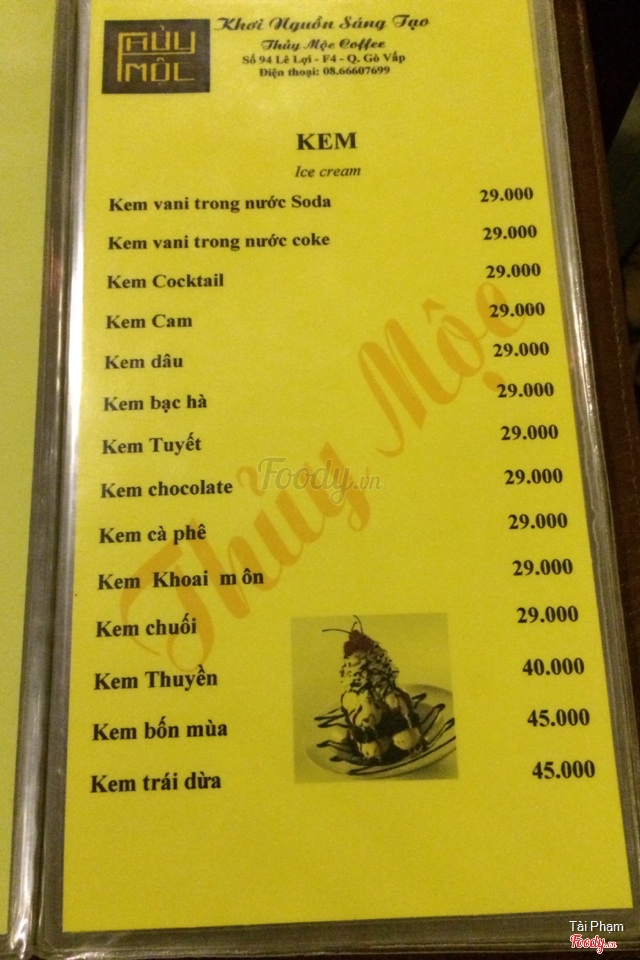 THỦY
MỘC
Khơi Nguồn Sáng Tạo
Thủy Mộc Coffee
Số 94 Lê Lợi - F4 - Q. Gò Vấp
Điện thoại: 08.66607699
KEM
Ice cream
Kem vani trong nước Soda 29.000
Kem vani trong nước coke 29.000
Kem Cocktail 29.000
Kem Cam 29.000
Kem dâu 29.000
Kem bạc hà 29.000
Kem Tuyết 29.000
Kem chocolate 29.000
Kem cà phê 29.000
Kem Khoai m ôn 29.000
Kem chuối 29.000
Kem Thuyền 40.000
Kem bốn mùa 45.000
Kem trái dừa 45.000
Thủy Mộc
Foody.vn
Tài Phạm
Foody.vn